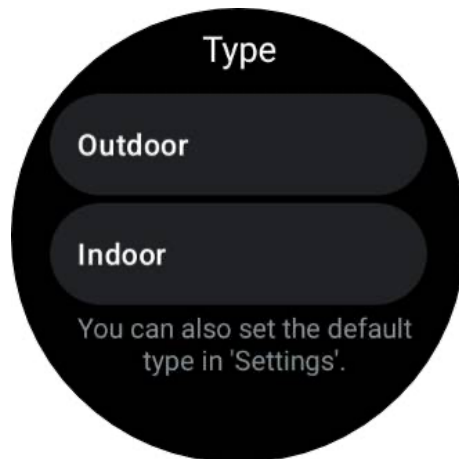 Type
Outdoor
Indoor
You can also set the default
type in 'Settings'.